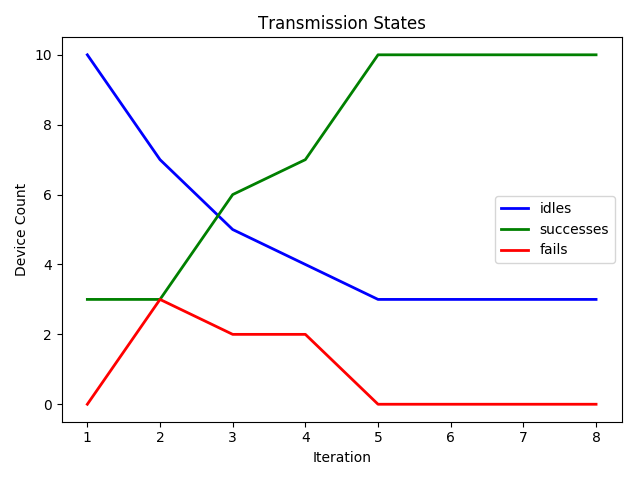 Transmission States
10
8
6
4
2
0
Device Count
idles
successes
fails
1 2 3 4 5 6 7 8
Iteration